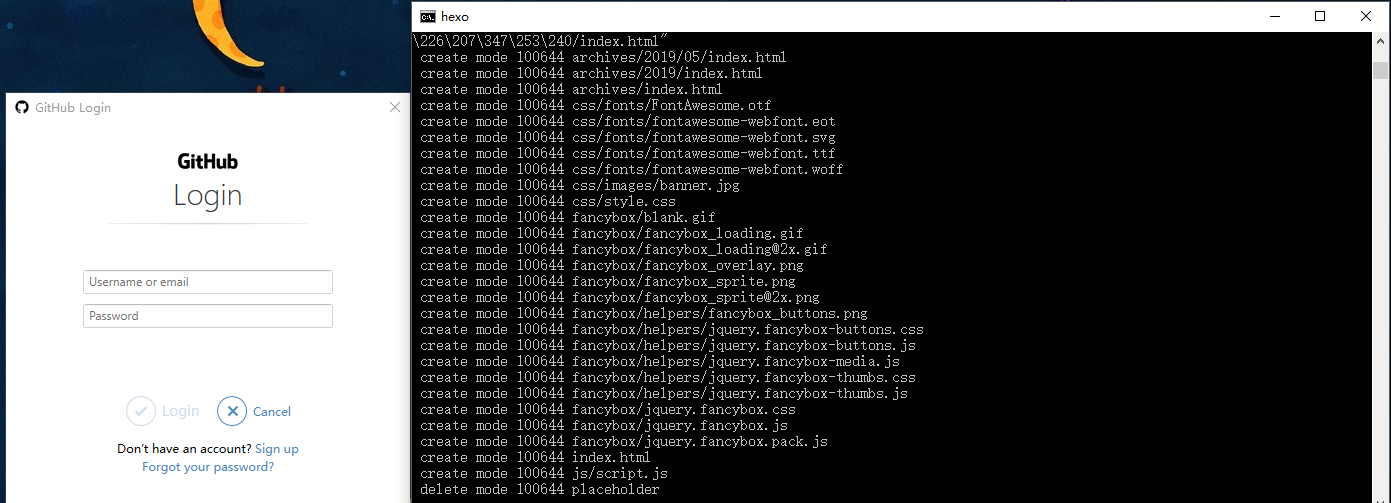 GitHub Login
GitHub
Login
Username or email
Password
Login
Cancel
Don't have an account? Sign up
Forgot your password?
hexo
\226\207\347\253\240/index.html"
create mode 100644 archives/2019/05/index.html
create mode 100644 archives/2019/index.html
create mode 100644 archives/index.html
create mode 100644 css/fonts/FontAwesome.otf
create mode 100644 css/fonts/fontawesome-webfont.eot
create mode 100644 css/fonts/fontawesome-webfont.svg
create mode 100644 css/fonts/fontawesome-webfont.ttf
create mode 100644 css/fonts/fontawesome-webfont.woff
create mode 100644 css/images/banner.jpg
create mode 100644 css/style.css
create mode 100644 fancybox/blank.gif
create mode 100644 fancybox/fancybox_loading.gif
create mode 100644 fancybox/fancybox_loading@2x.gif
create mode 100644 fancybox/fancybox_overlay.png
create mode 100644 fancybox/fancybox_sprite.png
create mode 100644 fancybox/fancybox_sprite@2x.png
create mode 100644 fancybox/helpers/fancybox_buttons.png
create mode 100644 fancybox/helpers/jquery.fancybox-buttons.css
create mode 100644 fancybox/helpers/jquery.fancybox-buttons.js
create mode 100644 fancybox/helpers/jquery.fancybox-media.js
create mode 100644 fancybox/helpers/jquery.fancybox-thumbs.css
create mode 100644 fancybox/helpers/jquery.fancybox-thumbs.js
create mode 100644 fancybox/jquery.fancybox.css
create mode 100644 fancybox/jquery.fancybox.js
create mode 100644 fancybox/jquery.fancybox.pack.js
create mode 100644 index.html
create mode 100644 js/script.js
delete mode 100644 placeholder